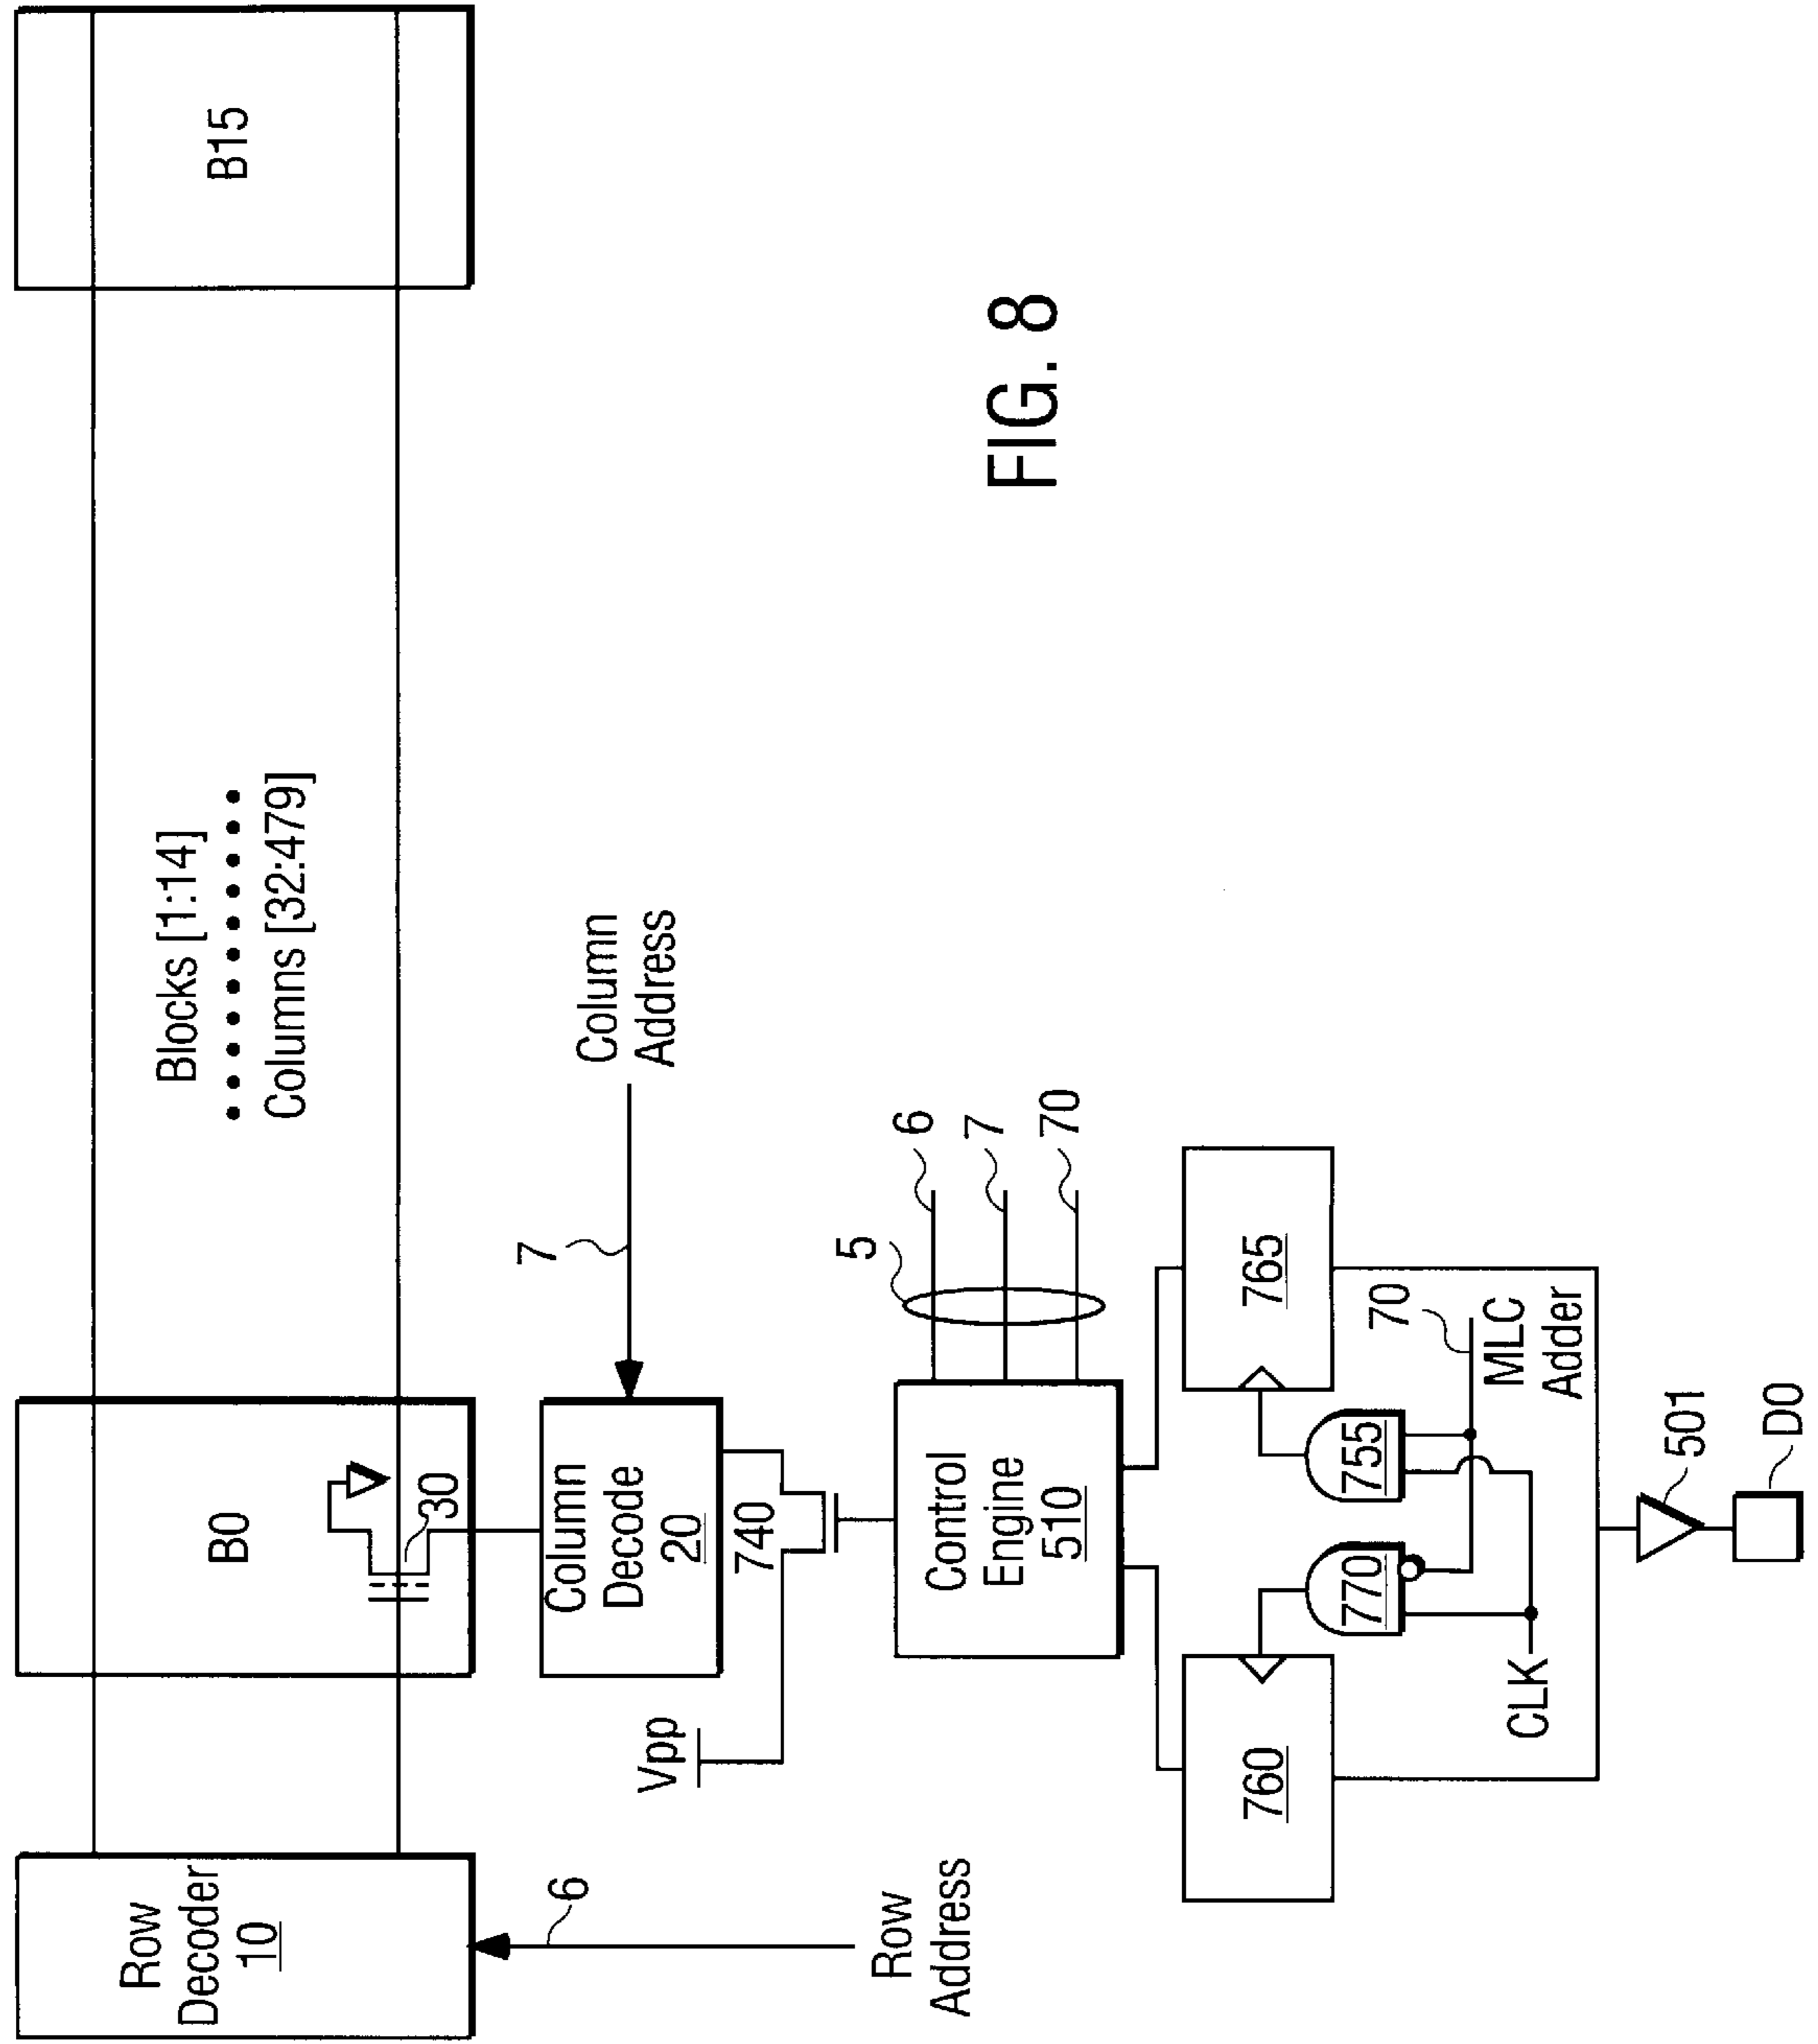 Row
Decoder
10
B0
30
Blocks [1:14]
Columns [32:479]
B15
6
Row
Address
Vpp
Column
Decode
20
740
7
Column
Address
Control
Engine
510
5
6
7
70
760
765
770
755
70
MLC
Adder
CLK
501
D0
FIG. 8